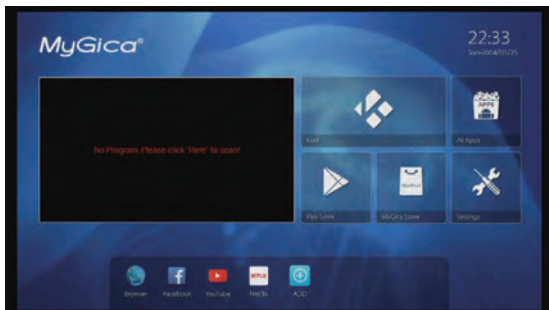 MyGica®
22:33
No Program, Please click 'Here' to scan!
Kodi
APPS
All Apps
Play Store
MyGica
MyGica Store
Settings
Browser
Facebook
YouTube
NETFLIX
Netflix
ADD